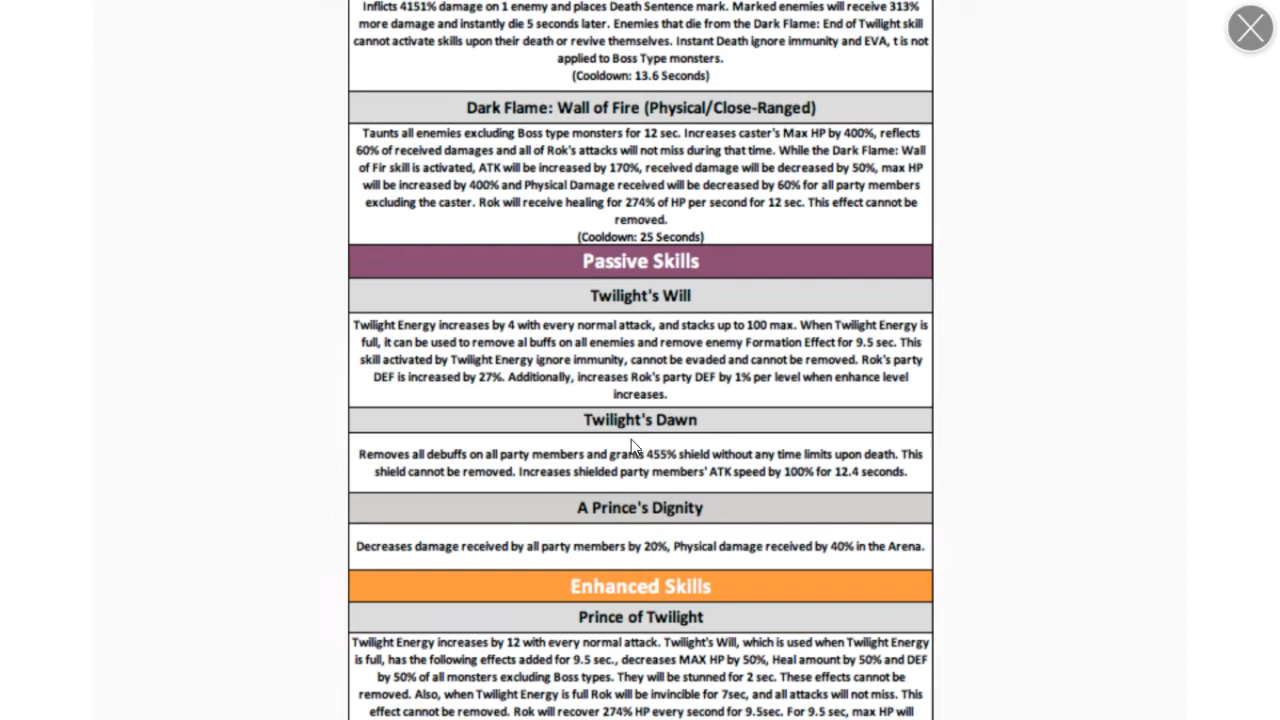 Inflicts 4151% damage on 1 enemy and places Death Sentence mark. Marked enemies will receive 313%
more damage and instantly die 5 seconds later. Enemies that die from the Dark Flame: End of Twilight skill
cannot activate skills upon their death or revive themselves. Instant Death ignore immunity and EVA, t is not
applied to Boss Type monsters.
(Cooldown: 13.6 Seconds)
Dark Flame: Wall of Fire (Physical/Close-Ranged)
Taunts all enemies excluding Boss type monsters for 12 sec. Increases caster's Max HP by 400%, reflects
60% of received damages and all of Rok's attacks will not miss during that time. While the Dark Flame: Wall
of Fir skill is activated, ATK will be increased by 170%, received damage will be decreased by 50%, max HP
will be increased by 400% and Physical Damage received will be decreased by 60% for all party members
excluding the caster. Rok will receive healing for 274% of HP per second for 12 sec. This effect cannot be
removed.
(Cooldown: 25 Seconds)
Passive Skills
Twilight's Will
Twilight Energy increases by 4 with every normal attack, and stacks up to 100 max. When Twilight Energy is
full, it can be used to remove al buffs on all enemies and remove enemy Formation Effect for 9.5 sec. This
skill activated by Twilight Energy ignore immunity, cannot be evaded and cannot be removed. Rok's party
DEF is increased by 27%. Additionally, increases Rok's party DEF by 1% per level when enhance level
increases.
Twilight's Dawn
Removes all debuffs on all party members and grants 455% shield without any time limits upon death. This
shield cannot be removed. Increases shielded party members' ATK speed by 100% for 12.4 seconds.
A Prince's Dignity
Decreases damage received by all party members by 20%, Physical damage received by 40% in the Arena.
Enhanced Skills
Prince of Twilight
Twilight Energy increases by 12 with every normal attack. Twilight's Will, which is used when Twilight Energy
is full, has the following effects added for 9.5 sec., decreases MAX HP by 50%, Heal amount by 50% and DEF
by 50% of all monsters excluding Boss types. They will be stunned for 2 sec. These effects cannot be
removed. Also, when Twilight Energy is full Rok will be invincible for 7sec, and all attacks will not miss. This
effect cannot be removed. Rok will recover 274% HP every second for 9.5sec. For 9.5 sec, max HP will